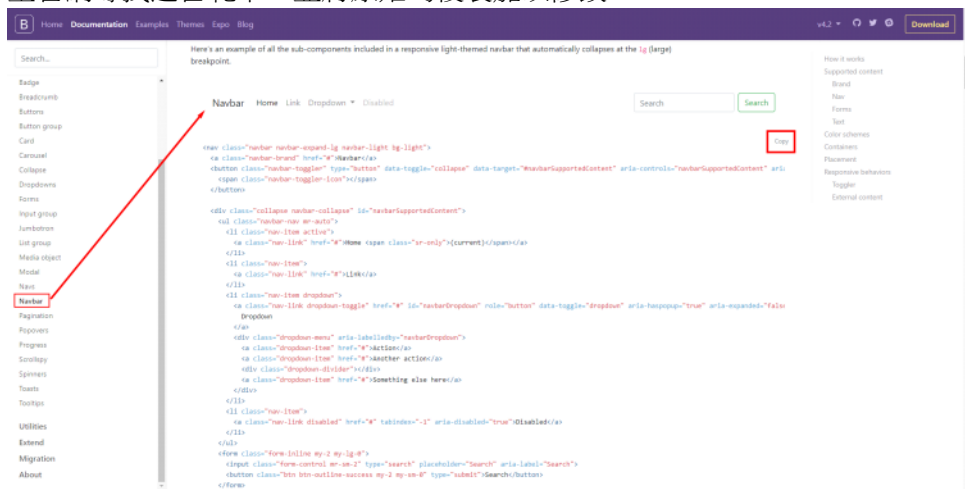 B Home Documentation Examples Themes Expo Blog
v4.2 Download
Search...
Badge
Breadcrumb
Buttons
Button group
Card
Carousel
Collapse
Dropdowns
Forms
Input group
Jumbotron
List group
Media object
Modal
Navs
Navbar
Pagination
Popovers
Progress
Scrollspy
Spinners
Toasts
Tooltips
Utilities
Extend
Migration
About
Here's an example of all the sub-components included in a responsive light-themed navbar that automatically collapses at the lg (large)
breakpoint.
Navbar Home Link Dropdown Disabled Search Search
Copy
<nav class="navbar navbar-expand-lg navbar-light bg-light">
<a class="navbar-brand" href="#">Navbar</a>
<button class="navbar-toggler" type="button" data-toggle="collapse" data-target="#navbarSupportedContent" aria-controls="navbarSupportedContent" ari
<span class="navbar-toggler-icon"></span>
</button>
<div class="collapse navbar-collapse" id="navbarSupportedContent">
<ul class="navbar-nav mr-auto">
<li class="nav-item active">
<a class="nav-link" href="#">Home <span class="sr-only">(current)</span></a>
</li>
<li class="nav-item">
<a class="nav-link" href="#">Link</a>
</li>
<li class="nav-item dropdown">
<a class="nav-link dropdown-toggle" href="#" id="navbarDropdown" role="button" data-toggle="dropdown" aria-haspopup="true" aria-expanded="false
Dropdown
</a>
<div class="dropdown-menu" aria-labelledby="navbarDropdown">
<a class="dropdown-item" href="#">Action</a>
<a class="dropdown-item" href="#">Another action</a>
<div class="dropdown-divider"></div>
<a class="dropdown-item" href="#">Something else here</a>
</div>
</li>
<li class="nav-item">
<a class="nav-link disabled" href="#" tabindex="-1" aria-disabled="true">Disabled</a>
</li>
</ul>
<form class="form-inline my-2 my-lg-0">
<input class="form-control mr-sm-2" type="search" placeholder="Search" aria-label="Search">
<button class="btn btn-outline-success my-2 my-sm-0" type="submit">Search</button>
</form>
How it works
Supported content
Brand
Nav
Forms
Text
Color schemes
Containers
Placement
Responsive behaviors
Toggler
External content